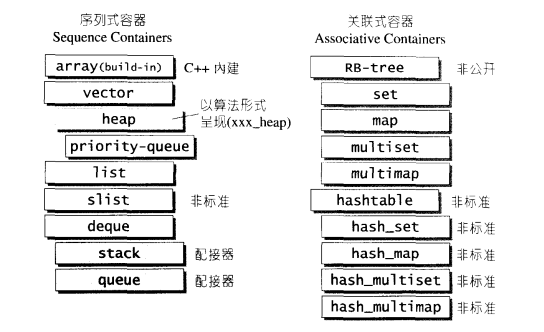 序列式容器
Sequence Containers
array(build-in) C++ 內建
vector
heap
以算法形式
呈现(xxx_heap)
priority-queue
list
slist 非标准
deque
stack 配接器
queue 配接器
关联式容器
Associative Containers
RB-tree 非公开
set
map
multiset
multimap
hashtable 非标准
hash_set 非标准
hash_map 非标准
hash_multiset 非标准
hash_multimap 非标准